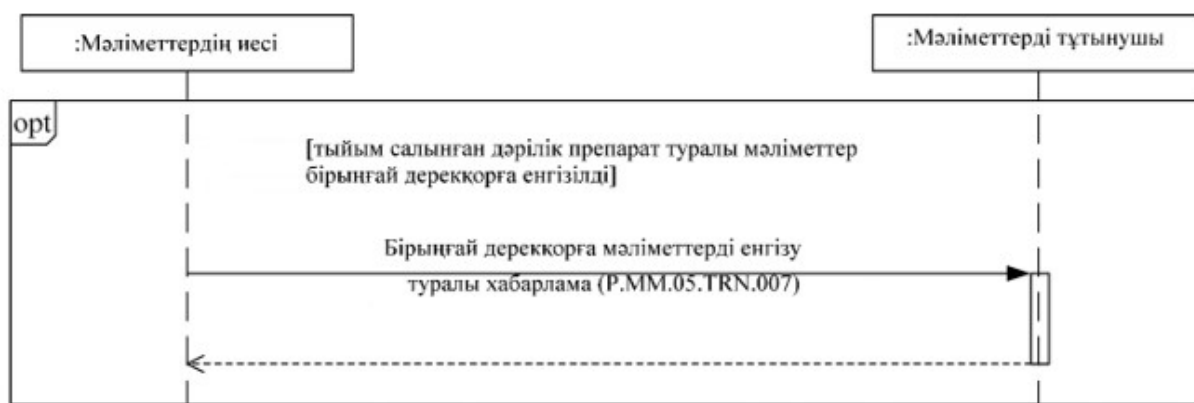 :Мәліметтердің иесі
:Мәліметтерді тұтынушы
opt
[тыйым салынған дәрілік препарат туралы мәліметтер
бірыңғай дерекқорға енгізілді]
Бірыңғай дерекқорға мәліметтерді енгізу
туралы хабарлама (P.MM.05.TRN.007)